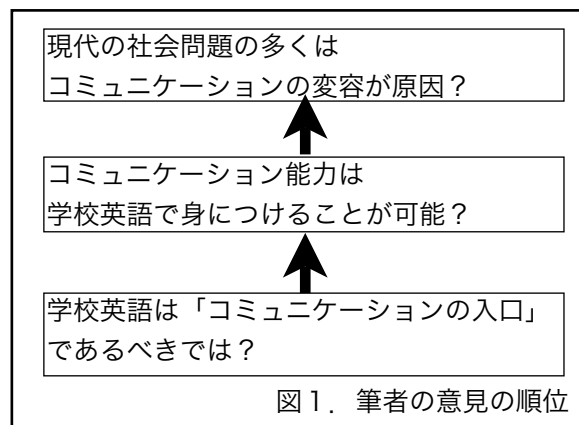 現代の社会問題の多くは
コミュニケーションの変容が原因？
コミュニケーション能力は
学校英語で身につけることが可能？
学校英語は「コミュニケーションの入口」
であるべきでは？
図１．筆者の意見の順位